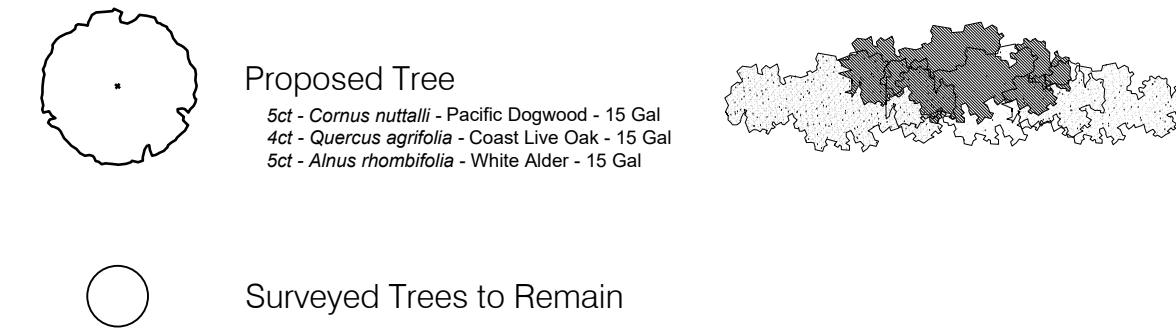 Proposed Tree
5ct - Cornus nuttalli - Pacific Dogwood - 15 Gal
4ct - Quercus agrifolia - Coast Live Oak - 15 Gal
5ct - Alnus rhombifolia - White Alder - 15 Gal
Surveyed Trees to Remain